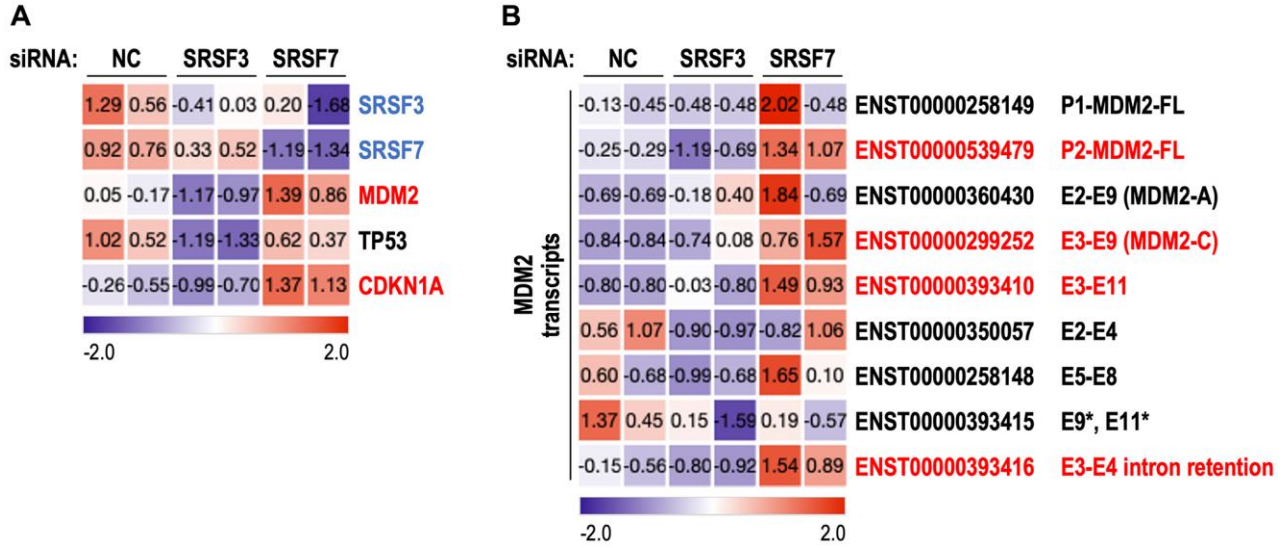 A
siRNA: NC SRSF3 SRSF7
1.29 0.56 -0.41 0.03 0.20 -1.68 SRSF3
0.92 0.76 0.33 0.52 -1.19 -1.34 SRSF7
0.05 -0.17 -1.17 -0.97 1.39 0.86 MDM2
1.02 0.52 -1.19 -1.33 0.62 0.37 TP53
-0.26 -0.55 -0.99 -0.70 1.37 1.13 CDKN1A
-2.0 2.0
B
siRNA: NC SRSF3 SRSF7
MDM2
transcripts
-0.13 -0.45 -0.48 -0.48 2.02 -0.48 ENST00000258149 P1-MDM2-FL
-0.25 -0.29 -1.19 -0.69 1.34 1.07 ENST00000539479 P2-MDM2-FL
-0.69 -0.69 -0.18 0.40 1.84 -0.69 ENST00000360430 E2-E9 (MDM2-A)
-0.84 -0.84 -0.74 0.08 0.76 1.57 ENST00000299252 E3-E9 (MDM2-C)
-0.80 -0.80 -0.03 -0.80 1.49 0.93 ENST00000393410 E3-E11
0.56 1.07 -0.90 -0.97 -0.82 1.06 ENST00000350057 E2-E4
0.60 -0.68 -0.99 -0.68 1.65 0.10 ENST00000258148 E5-E8
1.37 0.45 0.15 -1.59 0.19 -0.57 ENST00000393415 E9*, E11*
-0.15 -0.56 -0.80 -0.92 1.54 0.89 ENST00000393416 E3-E4 intron retention
-2.0 2.0